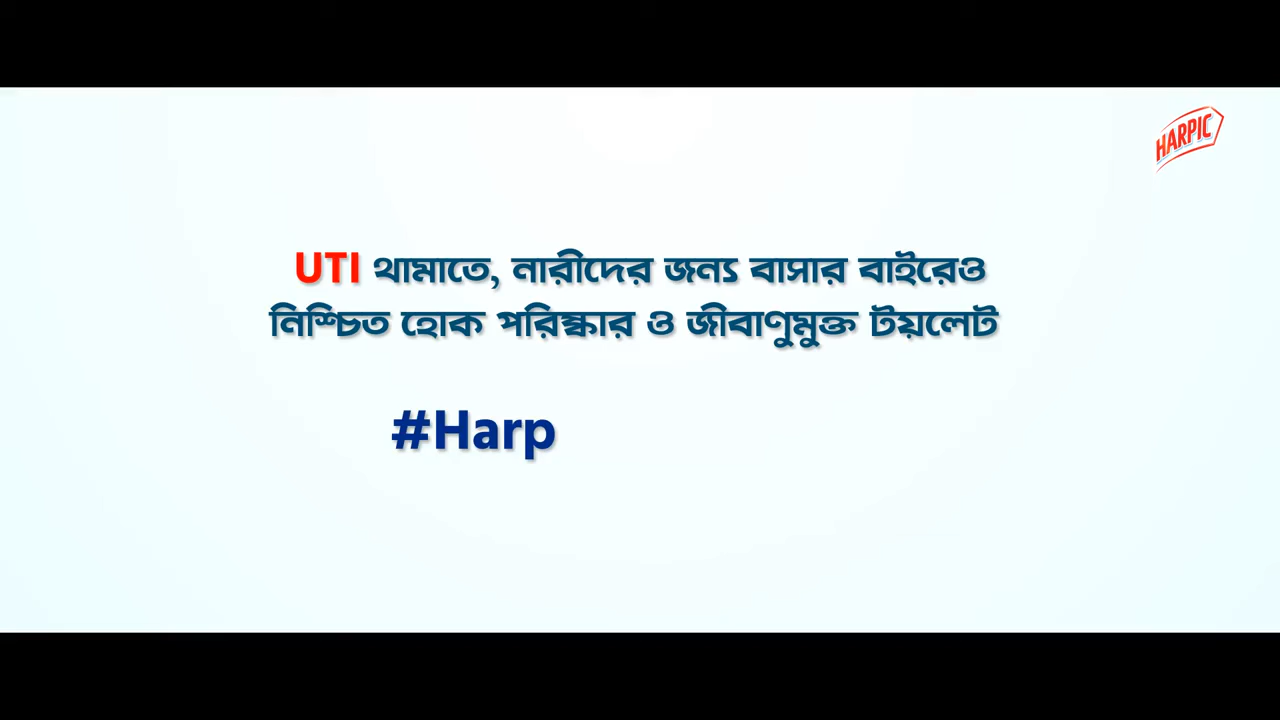 HARPIC
UTI থামাতে, নারীদের জন্য বাসার বাইরেও
নিশ্চিত হোক পরিষ্কার ও জীবাণুমুক্ত টয়লেট
#Harp